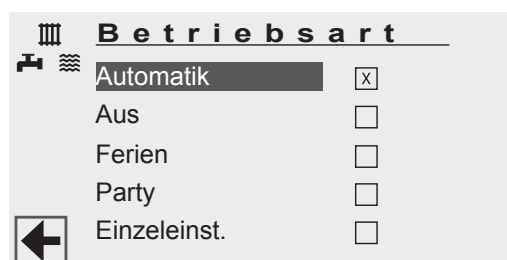 Betriebsart
Automatik X
Aus
Ferien
Party
Einzeleinst.